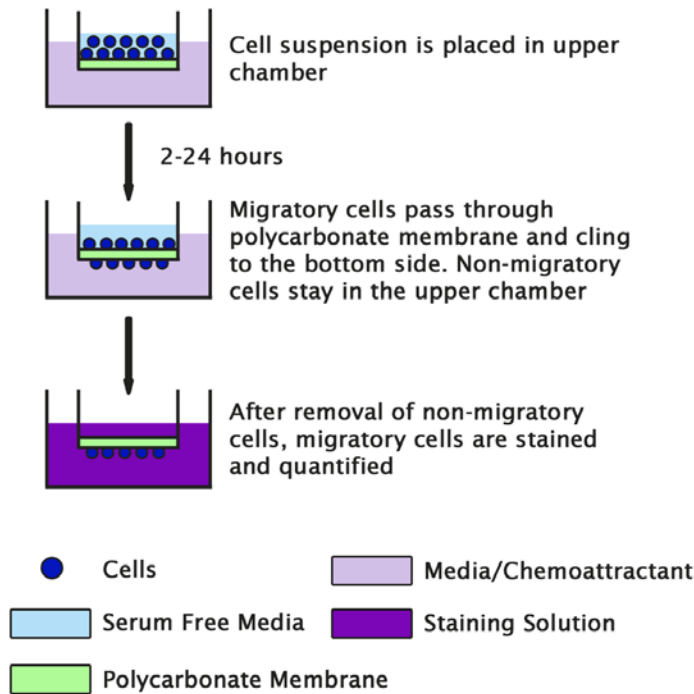 Cell suspension is placed in upper
chamber
2-24 hours
Migratory cells pass through
polycarbonate membrane and cling
to the bottom side. Non-migratory
cells stay in the upper chamber
After removal of non-migratory
cells, migratory cells are stained
and quantified
Cells
Media/Chemoattractant
Serum Free Media
Staining Solution
Polycarbonate Membrane